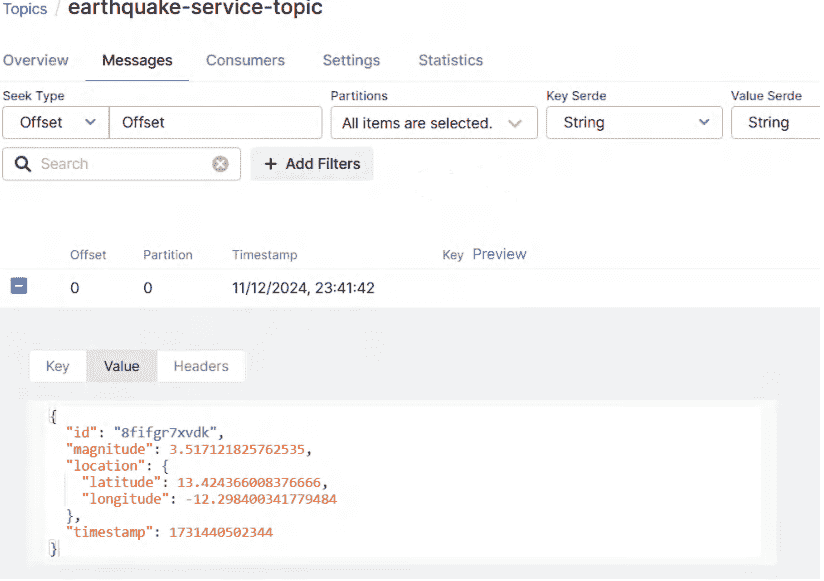 Topics / earthquake-service-topic
Overview Messages Consumers Settings Statistics
Seek Type Partitions Key Serde Value Serde
Offset Offset All items are selected. String String
Search + Add Filters
Offset Partition Timestamp Key Preview
0 0 11/12/2024, 23:41:42
Key Value Headers
{
"id": "8fifgr7xvdk",
"magnitude": 3.517121825762535,
"location": {
"latitude": 13.424366008376666,
"longitude": -12.298400341779484
},
"timestamp": 1731440502344
}